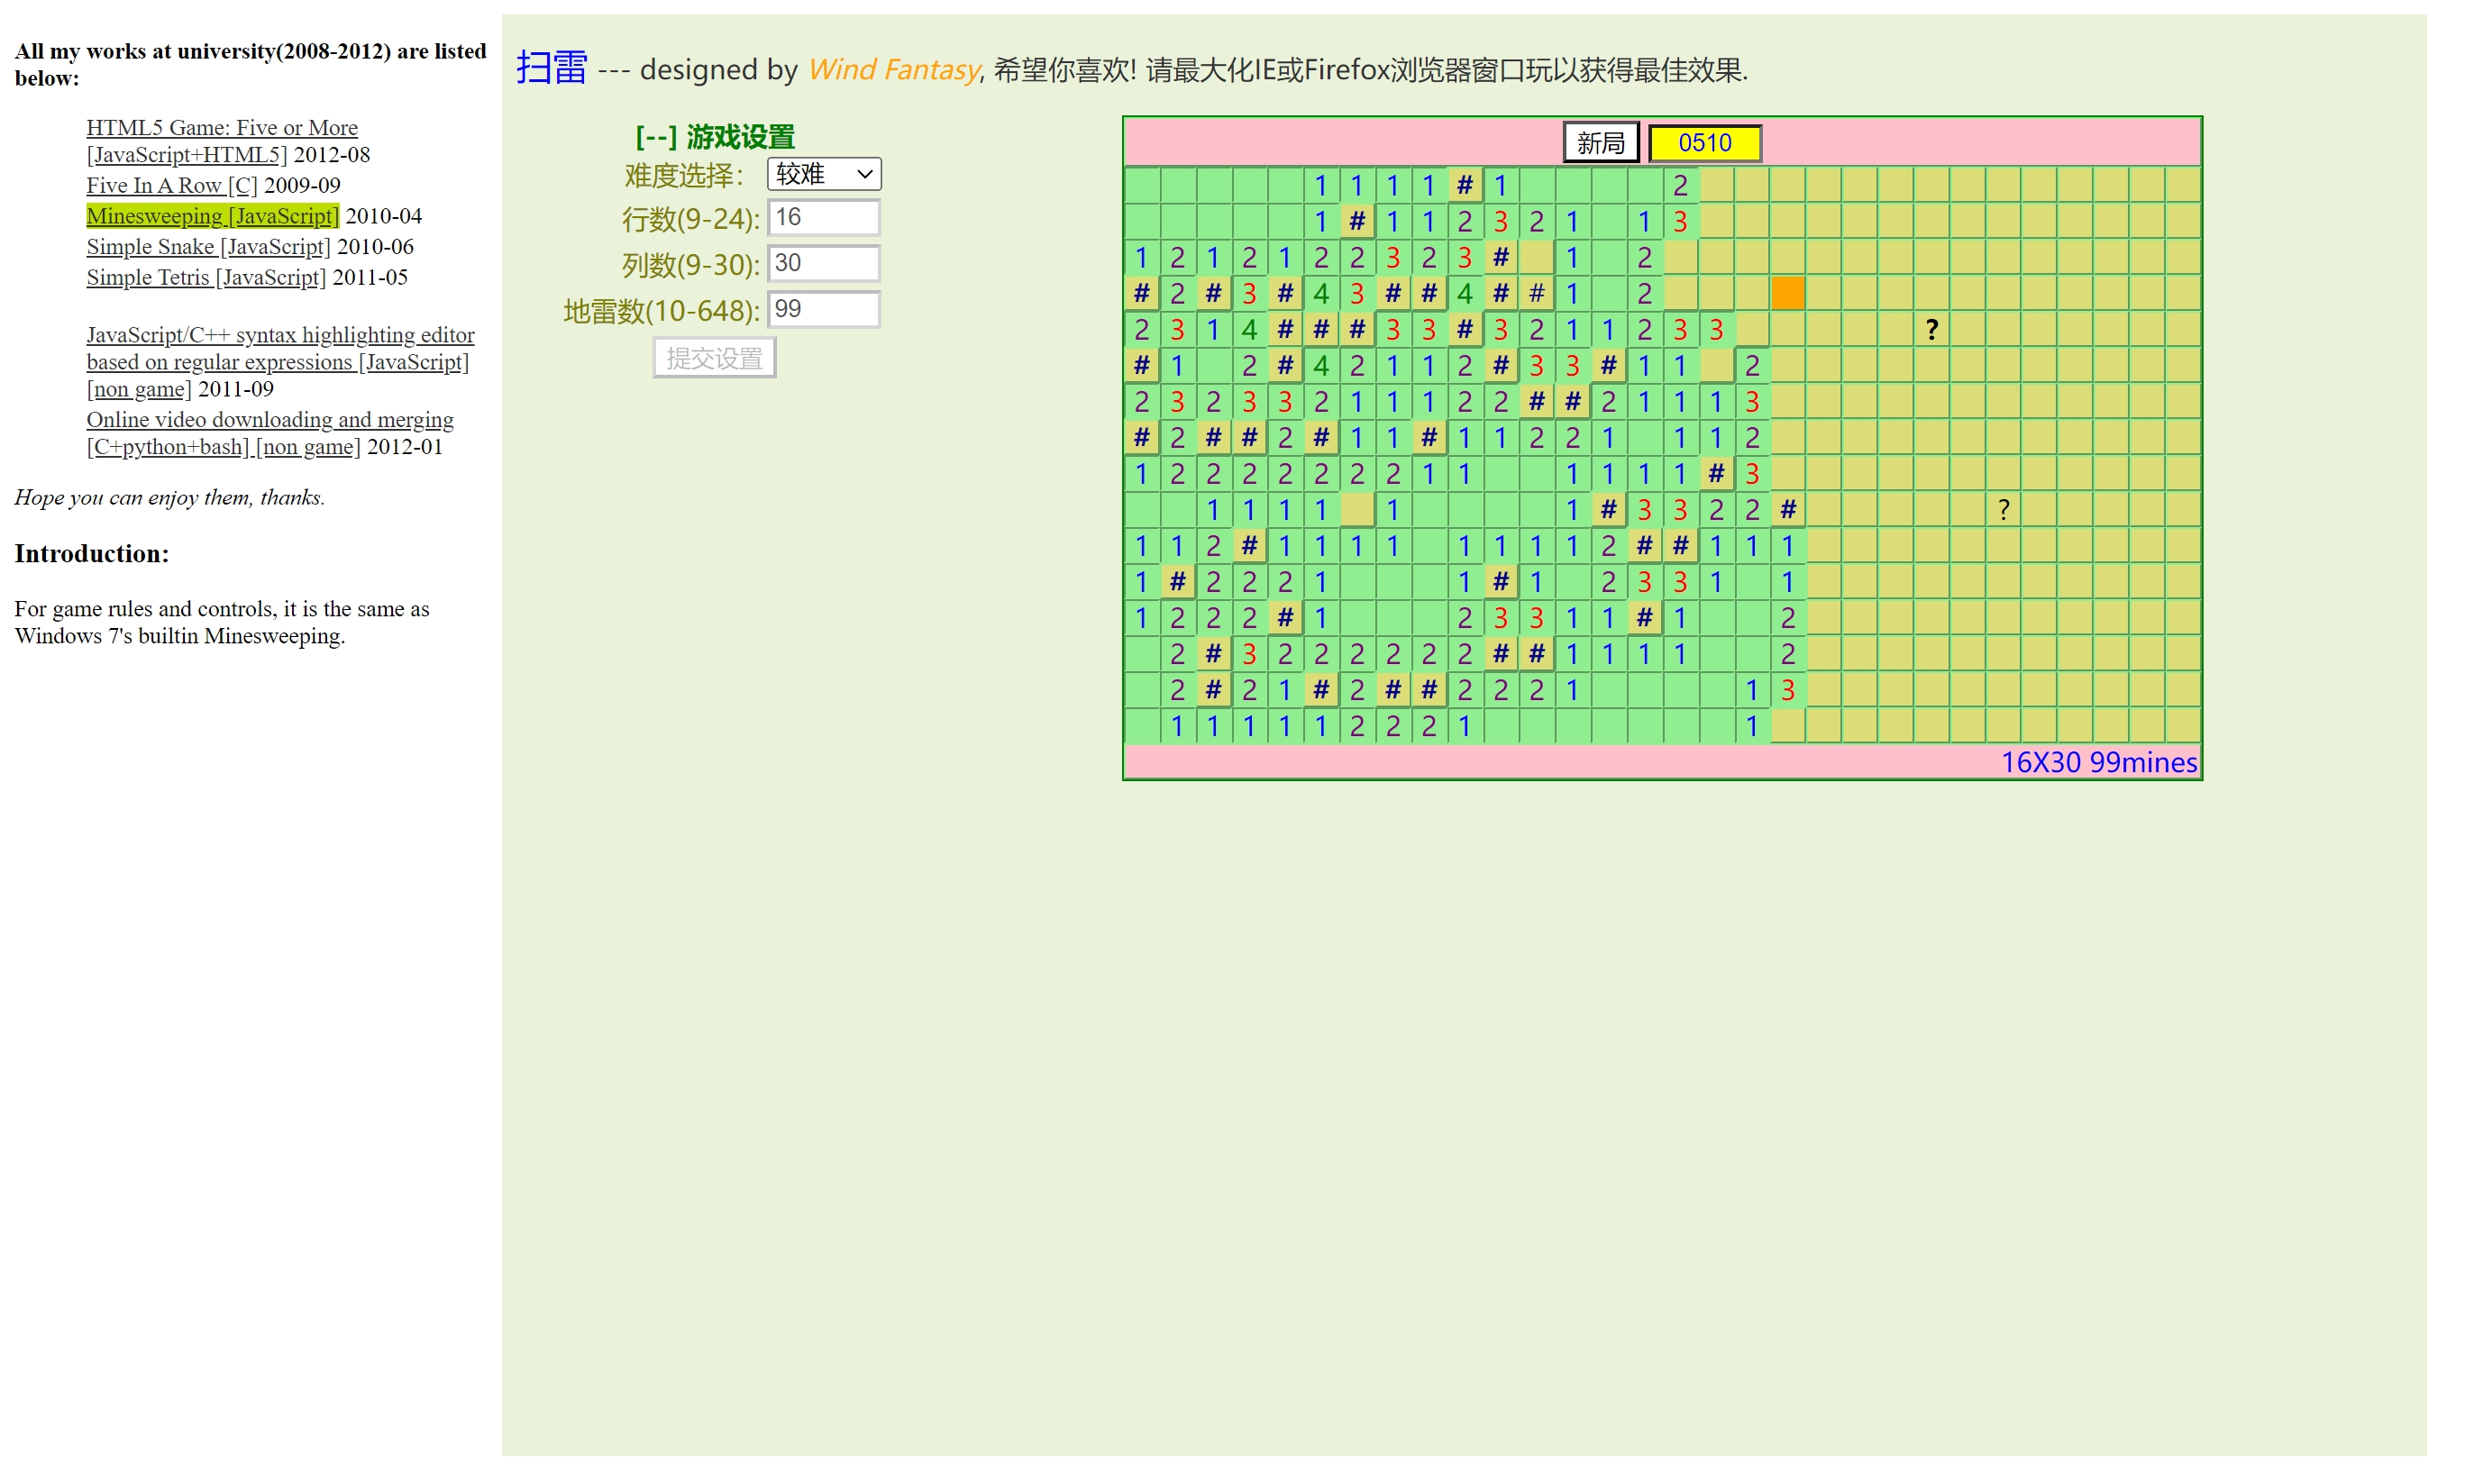 All my works at university(2008-2012) are listed
below:
HTML5 Game: Five or More
[JavaScript+HTML5] 2012-08
Five In A Row [C] 2009-09
Minesweeping [JavaScript] 2010-04
Simple Snake [JavaScript] 2010-06
Simple Tetris [JavaScript] 2011-05
JavaScript/C++ syntax highlighting editor
based on regular expressions [JavaScript]
[non game] 2011-09
Online video downloading and merging
[C+python+bash] [non game] 2012-01
Hope you can enjoy them, thanks.
Introduction:
For game rules and controls, it is the same as
Windows 7's builtin Minesweeping.
扫雷 --- designed by Wind Fantasy, 希望你喜欢! 请最大化IE或Firefox浏览器窗口玩以获得最佳效果.
[--] 游戏设置
难度选择: 较难
行数(9-24): 16
列数(9-30): 30
地雷数(10-648): 99
提交设置
新局 0510
1 1 1 1 # 1 2
1 # 1 1 2 3 2 1 1 3
1 2 1 2 1 2 2 3 2 3 # 1 2
# 2 # 3 # 4 3 # # 4 # # 1 2
2 3 1 4 # # # 3 3 # 3 2 1 1 2 3 3 ?
# 1 2 # 4 2 1 1 2 # 3 3 # 1 1 2
2 3 2 3 3 2 1 1 1 2 2 # # 2 1 1 1 3
# 2 # # 2 # 1 1 # 1 1 2 2 1 1 1 2
1 2 2 2 2 2 2 2 1 1 1 1 1 1 # 3
1 1 1 1 1 1 # 3 3 2 2 # ?
1 1 2 # 1 1 1 1 1 1 1 1 2 # # 1 1 1
1 # 2 2 2 1 1 # 1 2 3 3 1 1
1 2 2 2 # 1 2 3 3 1 1 # 1 2
2 # 3 2 2 2 2 2 2 # # 1 1 1 1 2
2 # 2 1 # 2 # # 2 2 2 1 1 3
1 1 1 1 1 2 2 2 1 1
16X30 99mines